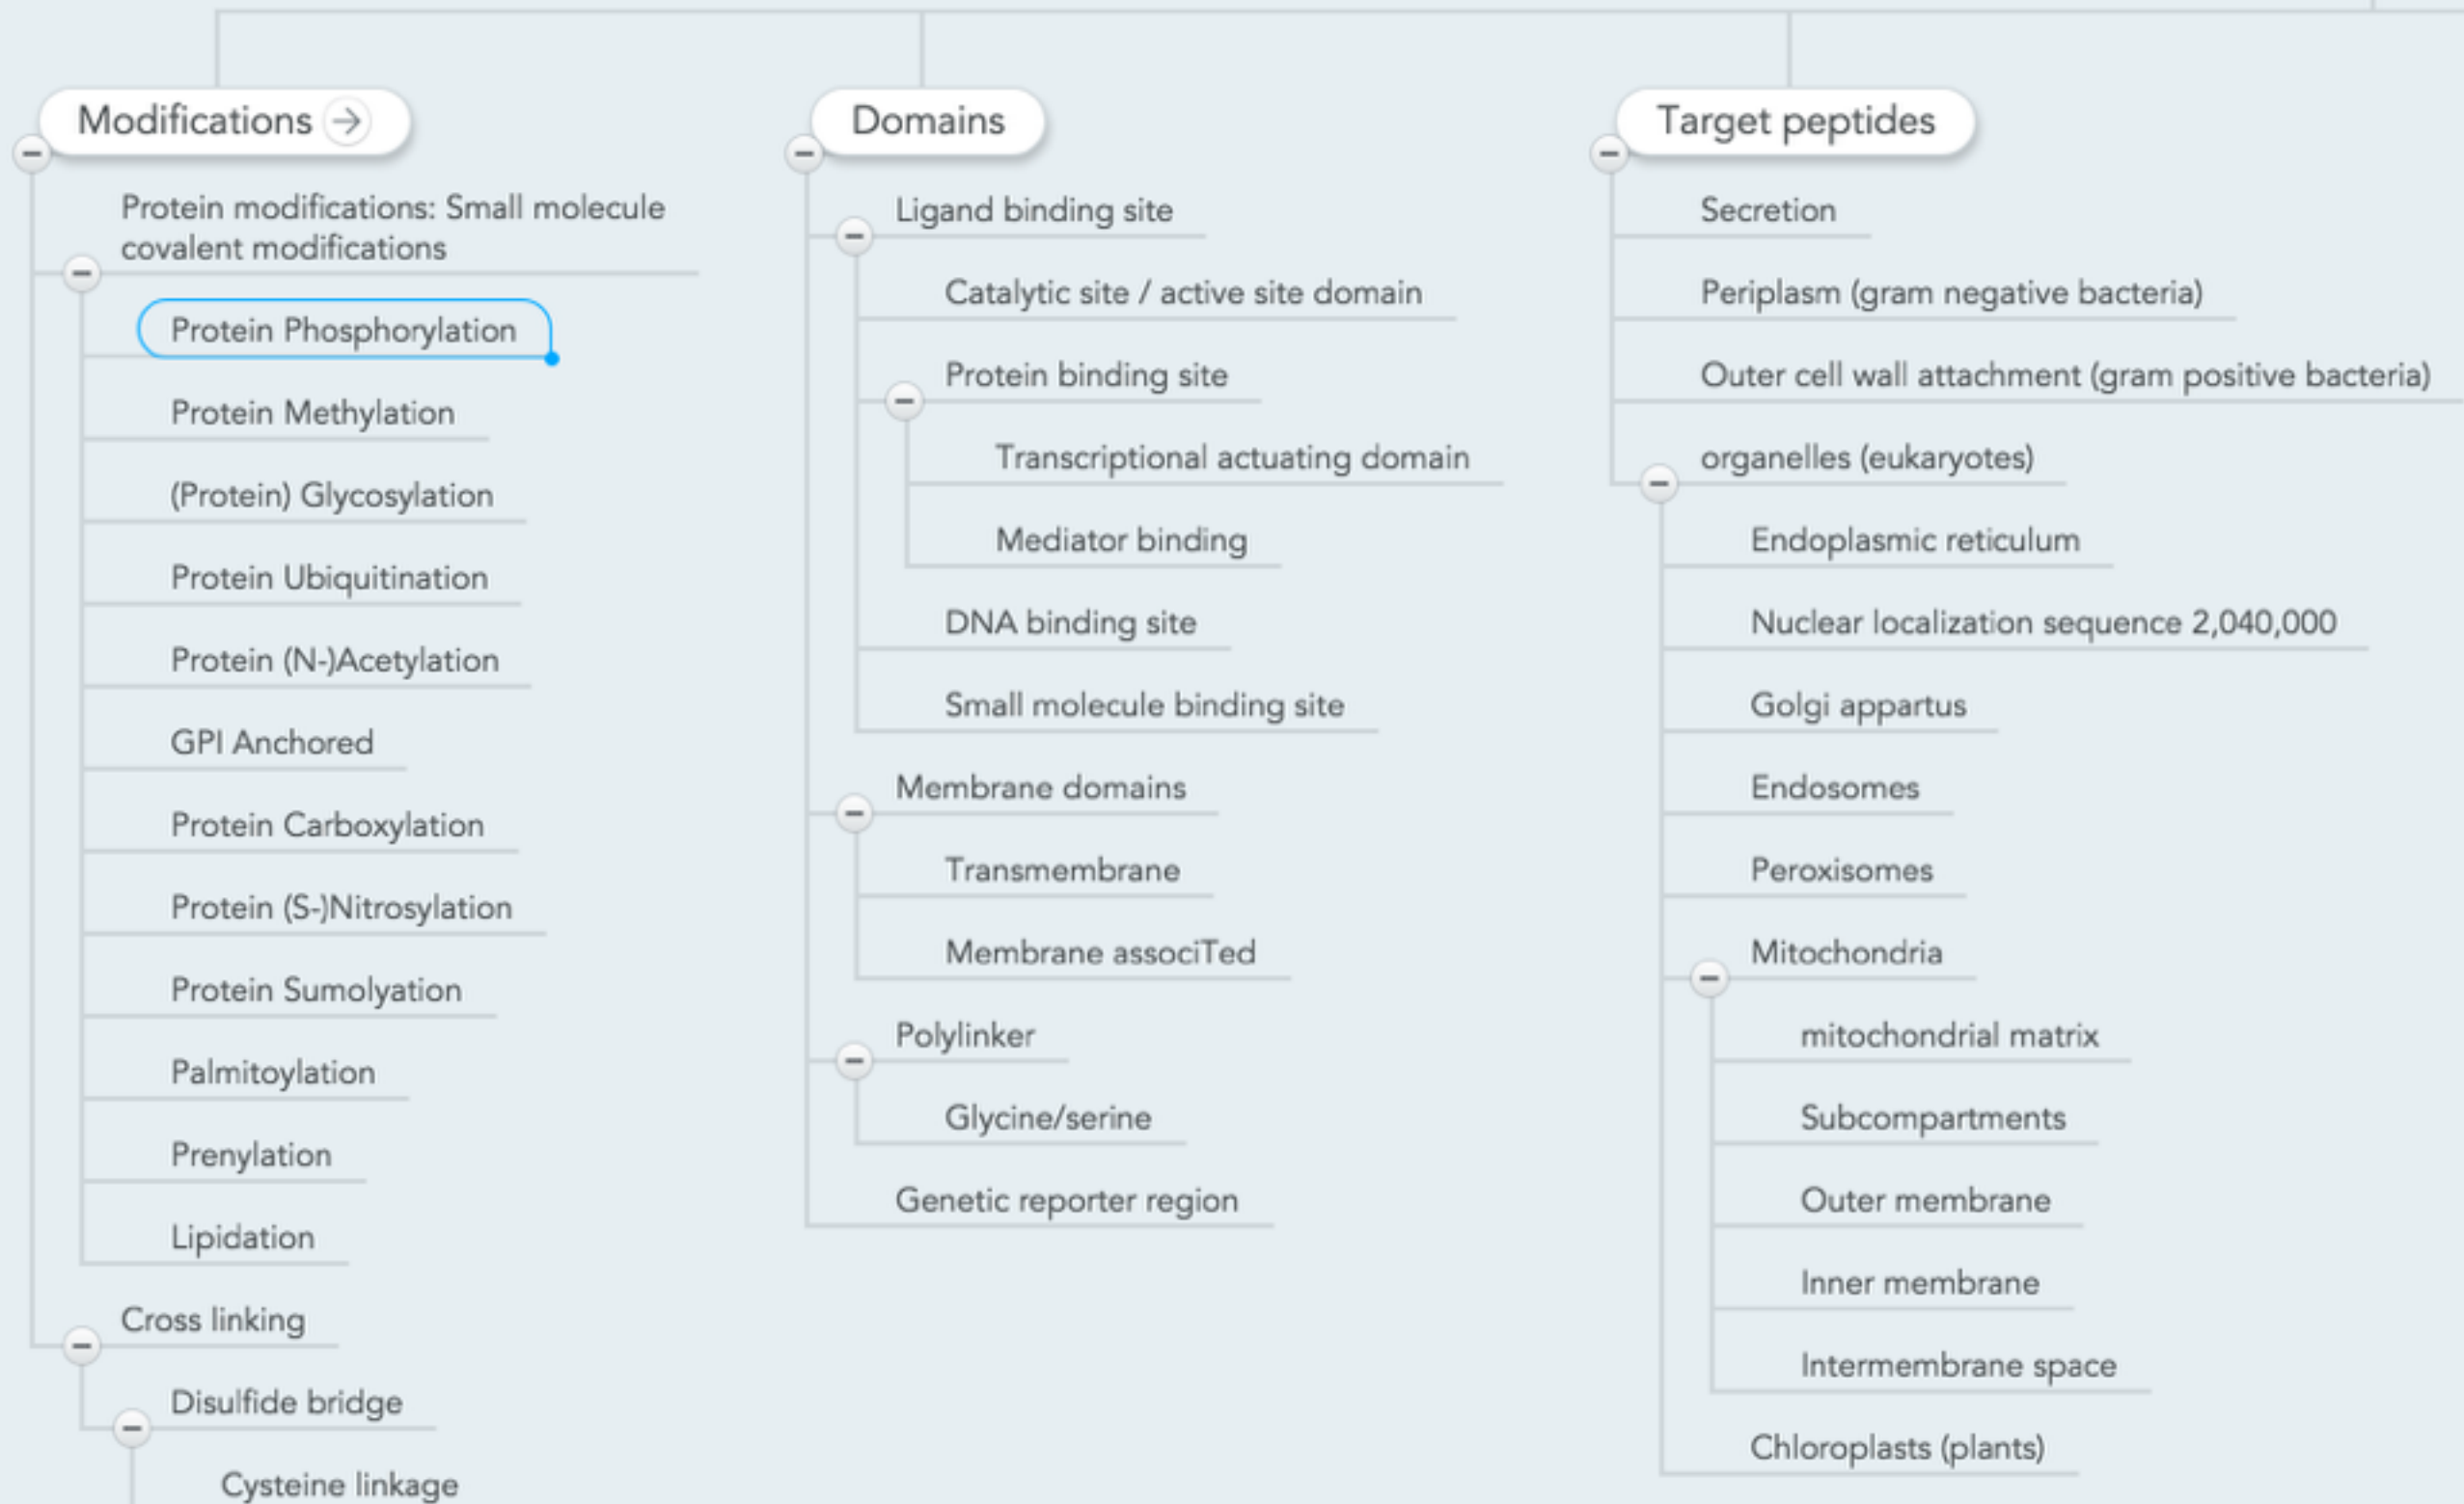 Modifications
Protein modifications: Small molecule
covalent modifications
Protein Phosphorylation
Protein Methylation
(Protein) Glycosylation
Protein Ubiquitination
Protein (N-)Acetylation
GPI Anchored
Protein Carboxylation
Protein (S-)Nitrosylation
Protein Sumolyation
Palmitoylation
Prenylation
Lipidation
Cross linking
Disulfide bridge
Cysteine linkage
Domains
Ligand binding site
Catalytic site / active site domain
Protein binding site
Transcriptional actuating domain
Mediator binding
DNA binding site
Small molecule binding site
Membrane domains
Transmembrane
Membrane associTed
Polylinker
Glycine/serine
Genetic reporter region
Target peptides
Secretion
Periplasm (gram negative bacteria)
Outer cell wall attachment (gram positive bacteria)
organelles (eukaryotes)
Endoplasmic reticulum
Nuclear localization sequence 2,040,000
Golgi appartus
Endosomes
Peroxisomes
Mitochondria
mitochondrial matrix
Subcompartments
Outer membrane
Inner membrane
Intermembrane space
Chloroplasts (plants)